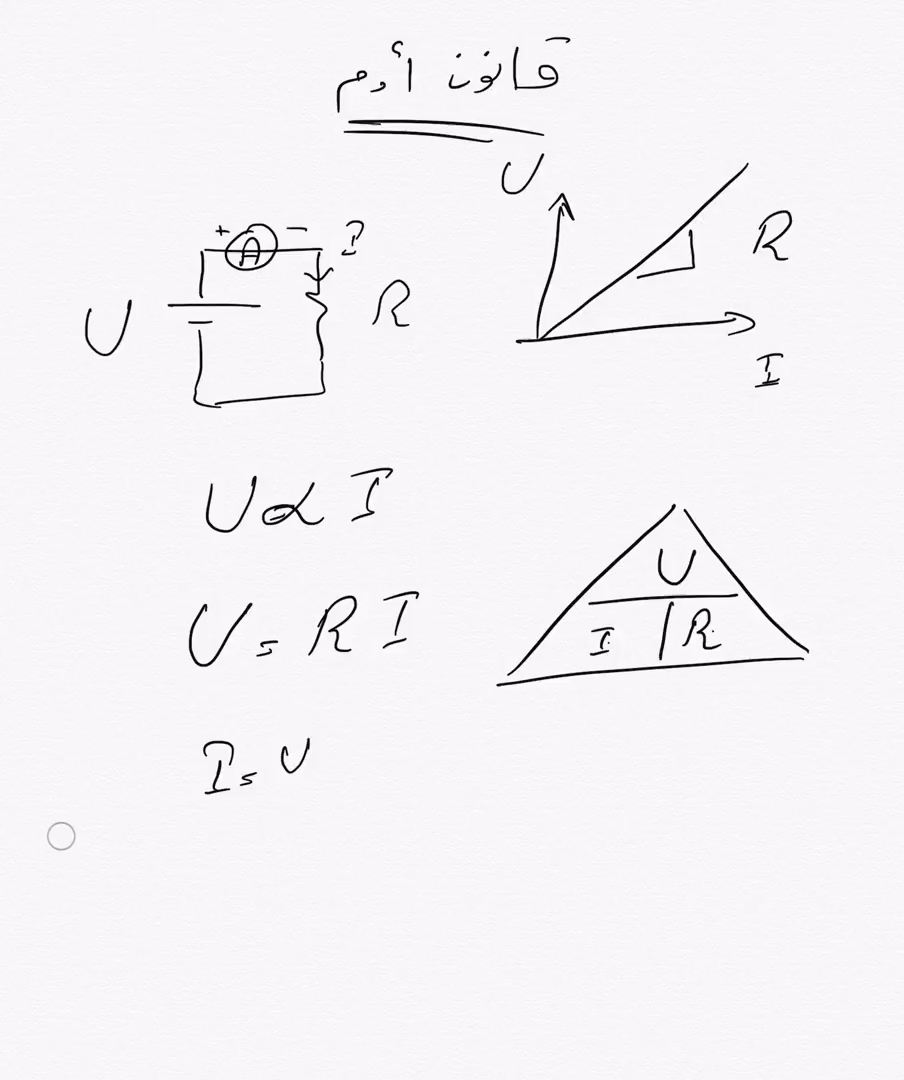 قانون أوم
U
+ A - I
U R
R
I
U ∝ I
U = R I
U
I | R
I = U